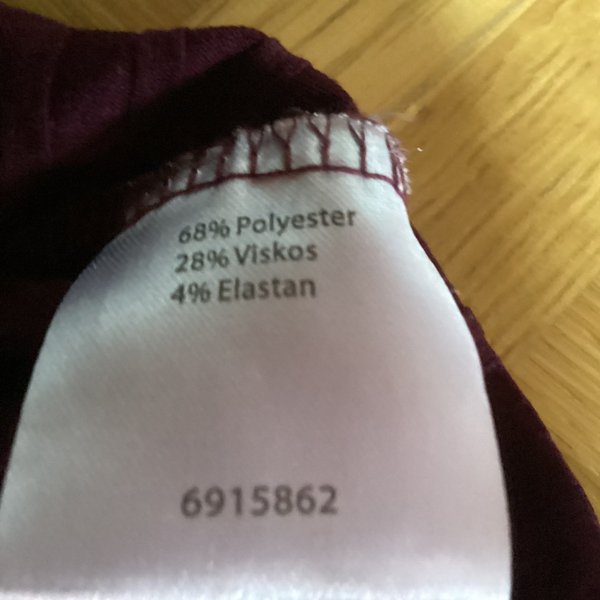 68% Polyester
28% Viskos
4% Elastan
6915862